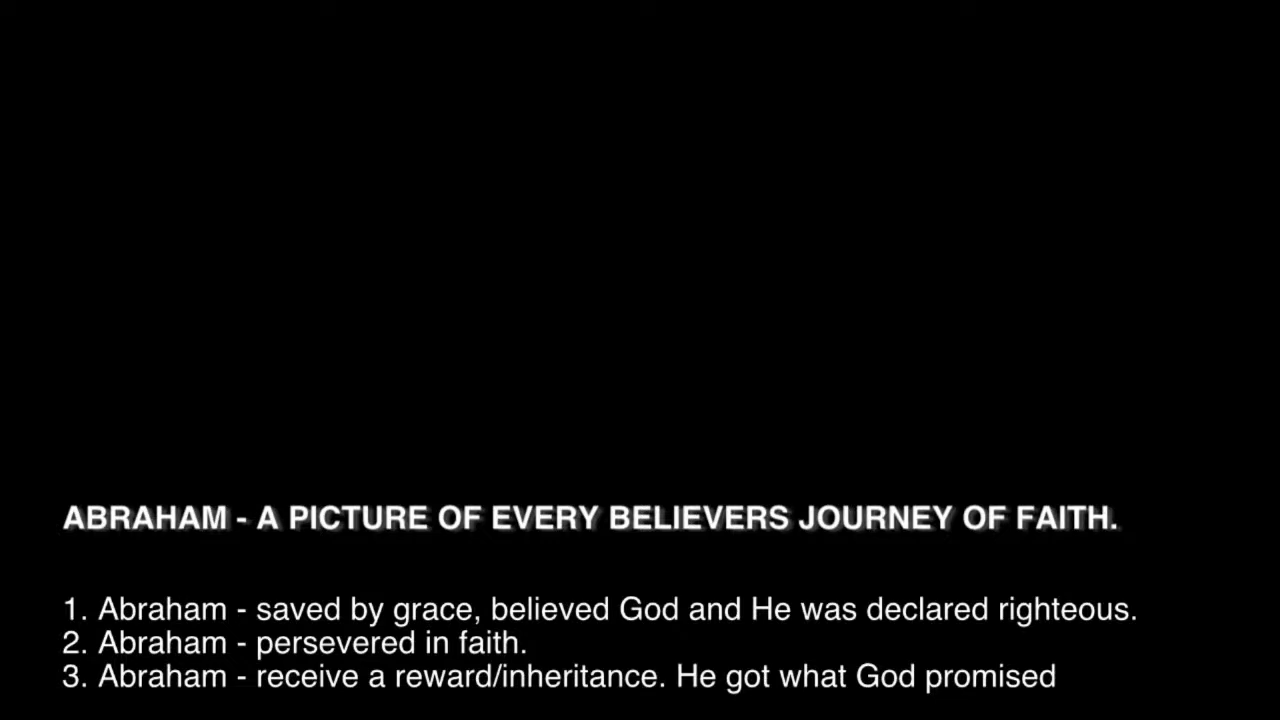 ABRAHAM - A PICTURE OF EVERY BELIEVERS JOURNEY OF FAITH.
1. Abraham - saved by grace, believed God and He was declared righteous.
2. Abraham - persevered in faith.
3. Abraham - receive a reward/inheritance. He got what God promised